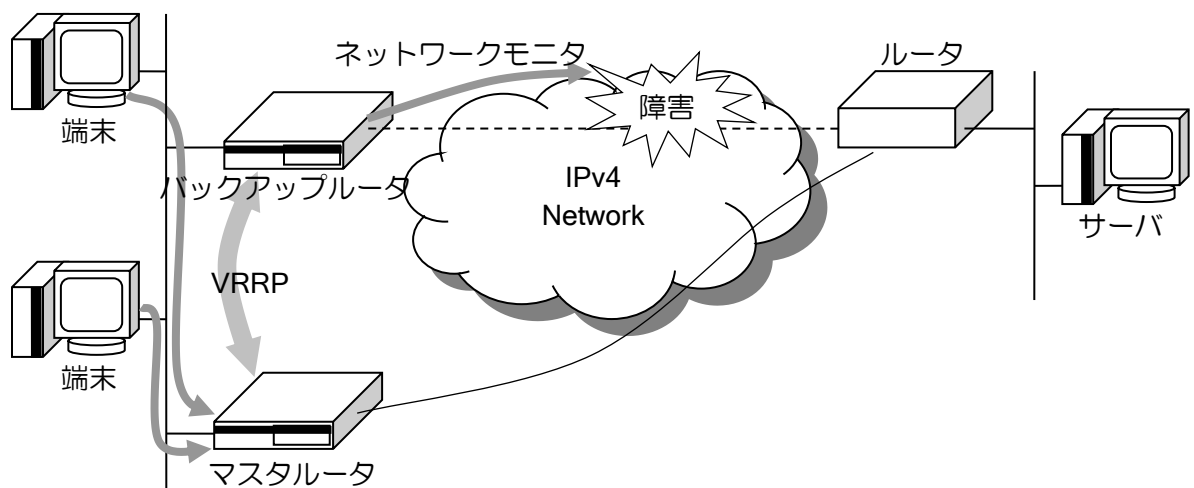 ネットワークモニタ
ルータ
障害
端末
バックアップルータ
IPv4
Network
サーバ
VRRP
端末
マスタルータ